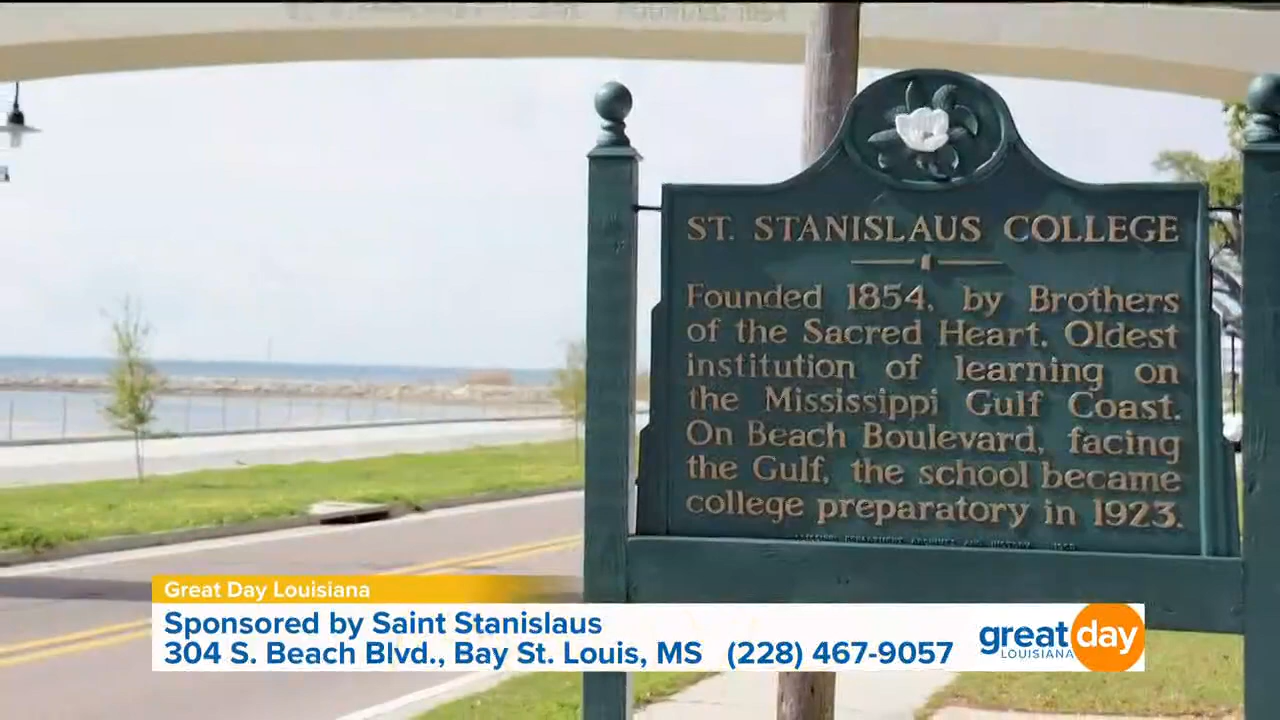 ST. STANISLAUS COLLEGE
Founded 1854, by Brothers
of the Sacred Heart. Oldest
institution of learning on
the Mississippi Gulf Coast.
On Beach Boulevard, facing
the Gulf, the school became
college preparatory in 1923.
Great Day Louisiana
Sponsored by Saint Stanislaus
304 S. Beach Blvd., Bay St. Louis, MS (228) 467-9057
great day
LOUISIANA